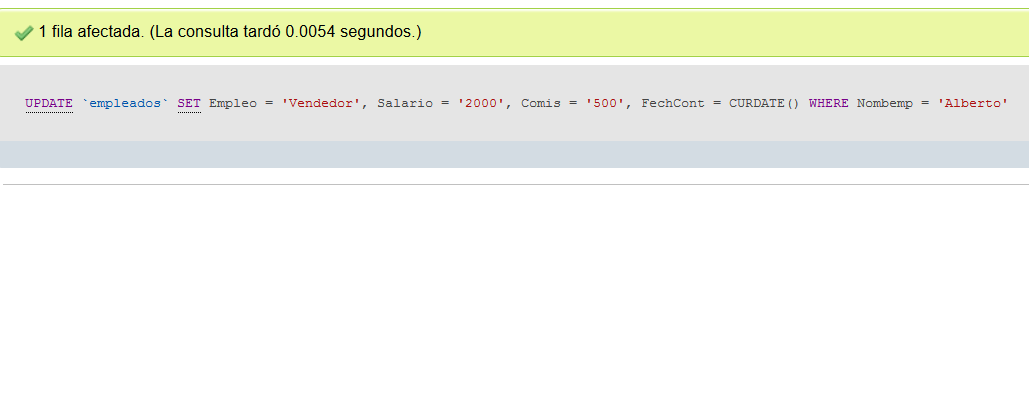 1 fila afectada. (La consulta tardó 0.0054 segundos.)
UPDATE `empleados` SET Empleo = 'Vendedor', Salario = '2000', Comis = '500', FechCont = CURDATE() WHERE Nombemp = 'Alberto'